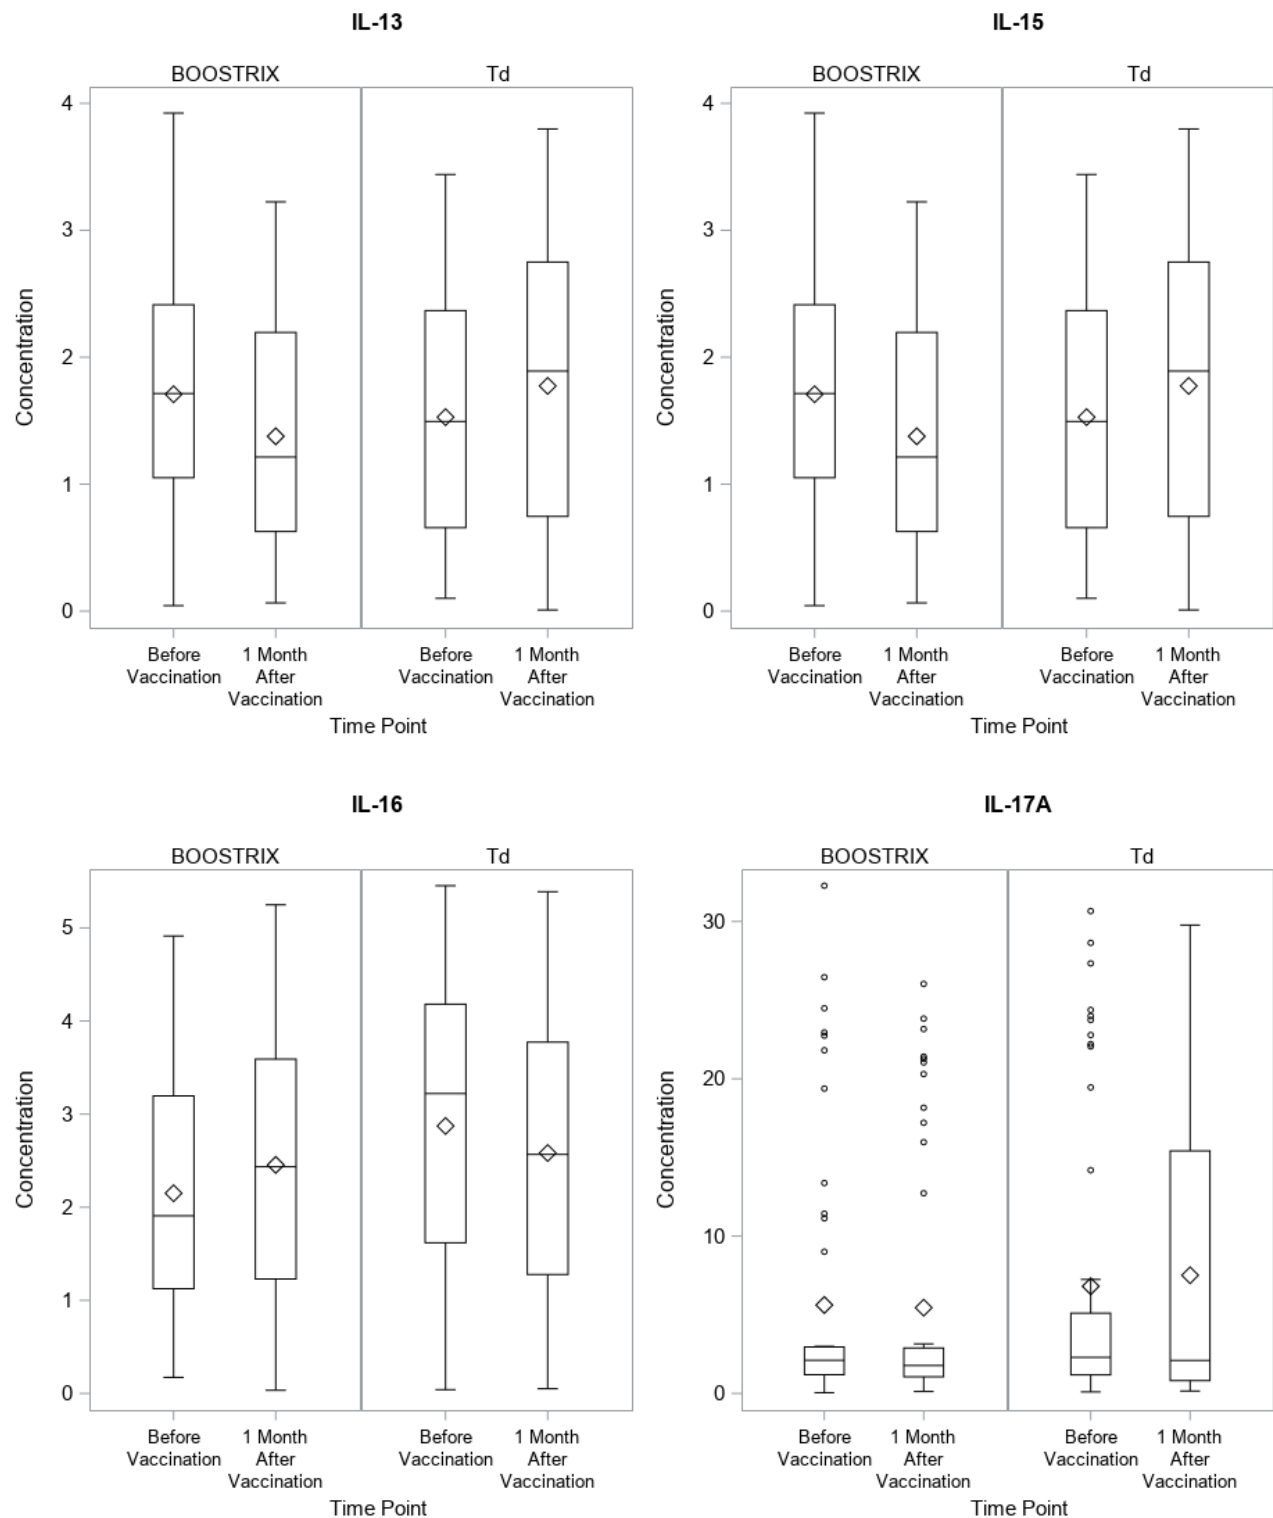 IL-13
BOOSTRIX
Td
Concentration
4
3
2
1
0
Before
Vaccination
1 Month
After
Vaccination
Before
Vaccination
1 Month
After
Vaccination
Time Point
IL-15
BOOSTRIX
Td
Concentration
4
3
2
1
0
Before
Vaccination
1 Month
After
Vaccination
Before
Vaccination
1 Month
After
Vaccination
Time Point
IL-16
BOOSTRIX
Td
Concentration
5
4
3
2
1
0
Before
Vaccination
1 Month
After
Vaccination
Before
Vaccination
1 Month
After
Vaccination
Time Point
IL-17A
BOOSTRIX
Td
Concentration
30
20
10
0
Before
Vaccination
1 Month
After
Vaccination
Before
Vaccination
1 Month
After
Vaccination
Time Point